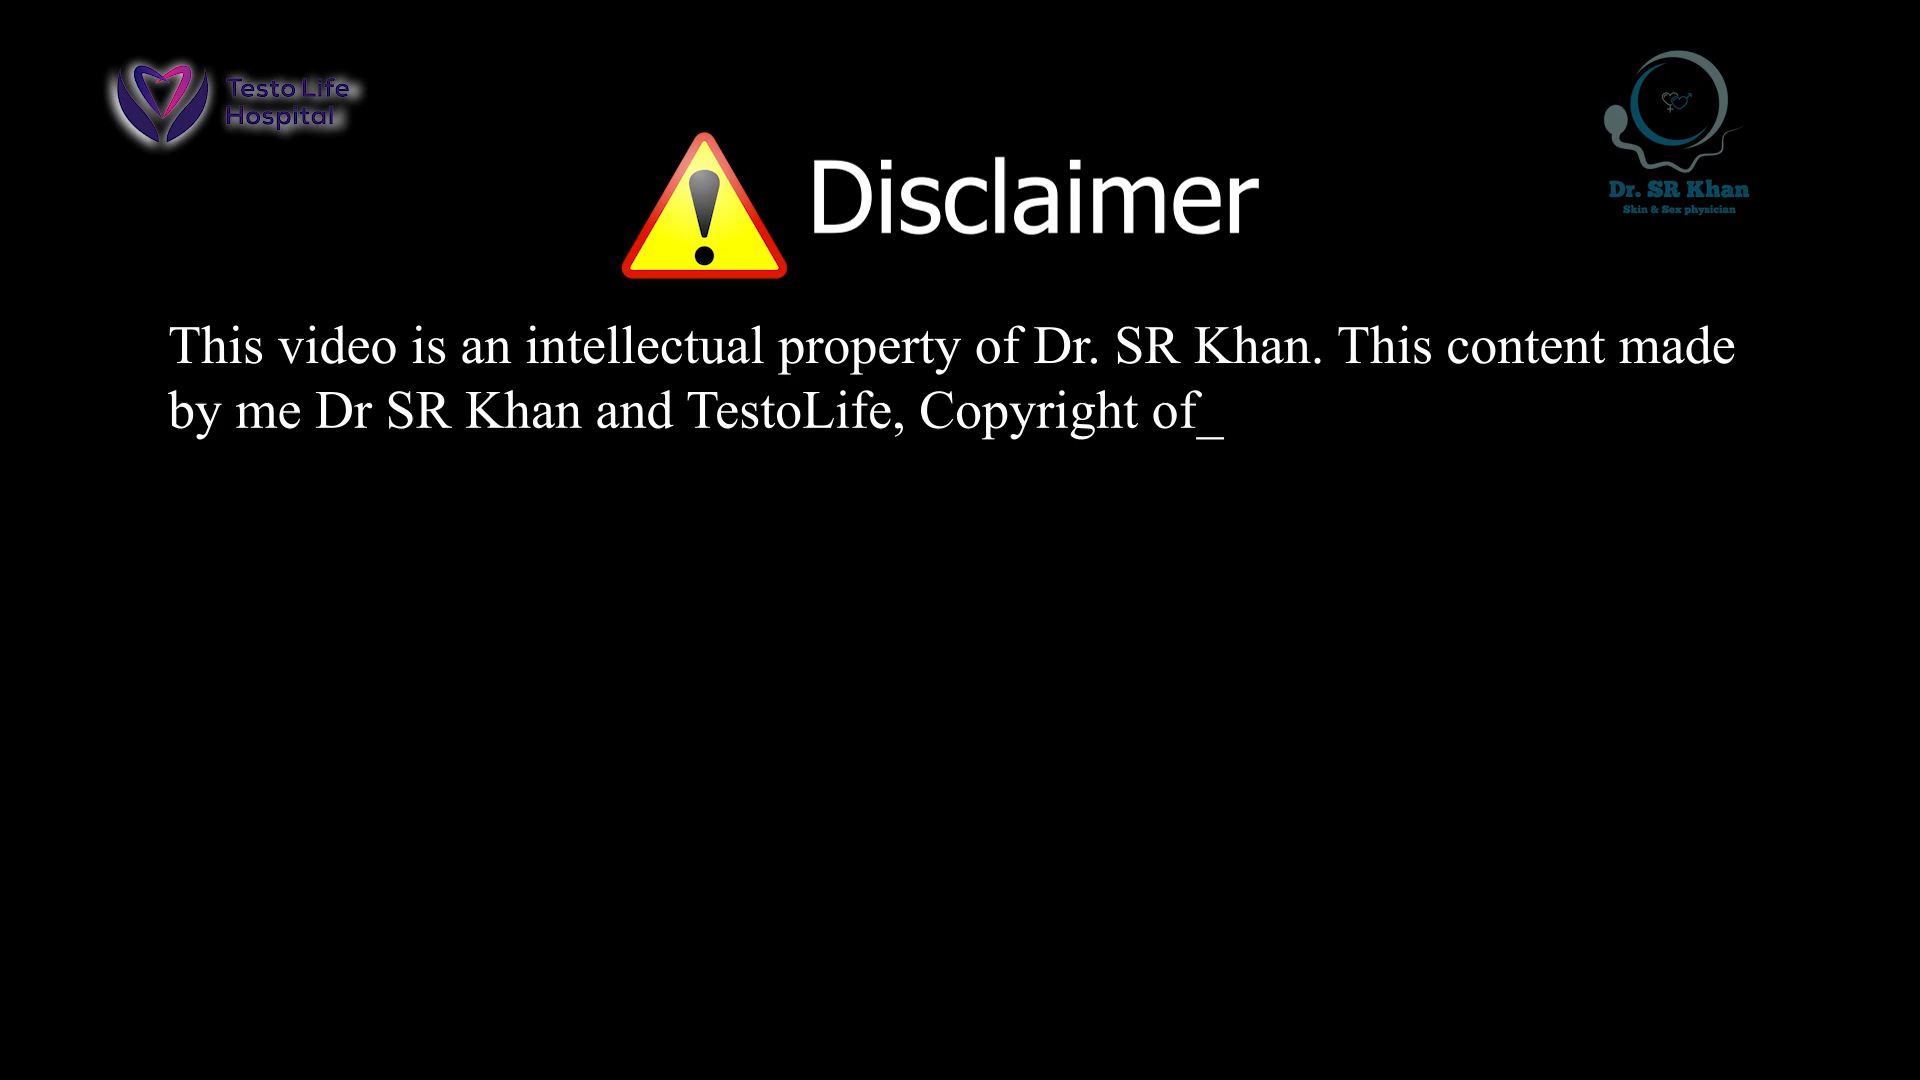 Testo Life
Hospital
Dr. SR Khan
Skin & Sex physician
Disclaimer
This video is an intellectual property of Dr. SR Khan. This content made
by me Dr SR Khan and TestoLife, Copyright of_